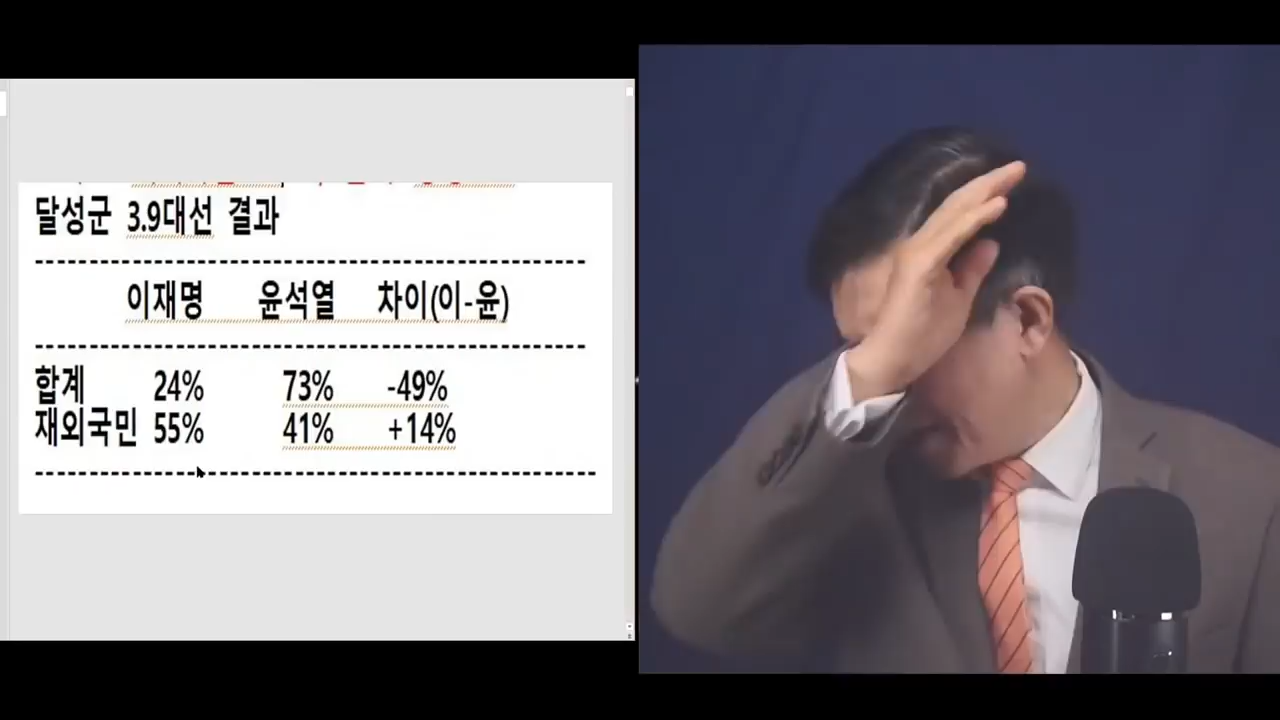 달성군 3.9대선 결과
이재명 윤석열 차이(이-윤)
합계 24% 73% -49%
재외국민 55% 41% +14%